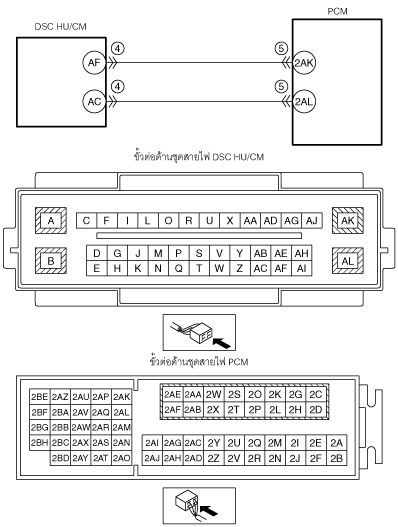 DSC HU/CM
PCM
AF 4 5 2AK
AC 4 5 2AL
ขั้วต่อด้านชุดสายไฟ DSC HU/CM
A C F I L O R U X AA AD AG AJ AK
B D G J M P S V Y AB AE AH AL
E H K N Q T W Z AC AF AI
ขั้วต่อด้านชุดสายไฟ PCM
2BE 2AZ 2AU 2AP 2AK 2AE 2AA 2W 2S 2O 2K 2G 2C
2BF 2BA 2AV 2AQ 2AL 2AF 2AB 2X 2T 2P 2L 2H 2D
2BG 2BB 2AW 2AR 2AM
2BH 2BC 2AX 2AS 2AN 2AI 2AG 2AC 2Y 2U 2Q 2M 2I 2E 2A
2BD 2AY 2AT 2AO 2AJ 2AH 2AD 2Z 2V 2R 2N 2J 2F 2B